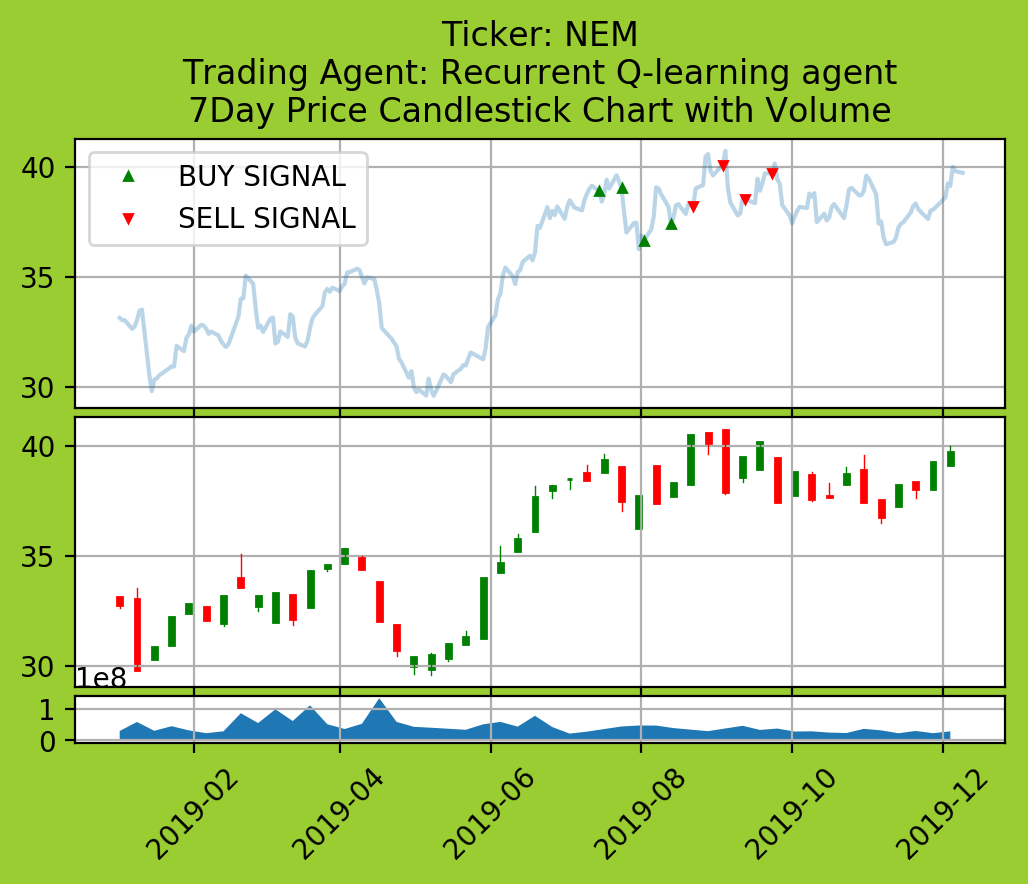 Ticker: NEM
Trading Agent: Recurrent Q-learning agent
7Day Price Candlestick Chart with Volume
40
35
30
BUY SIGNAL
SELL SIGNAL
40
35
30
1e8
1
0
2019-02
2019-04
2019-06
2019-08
2019-10
2019-12